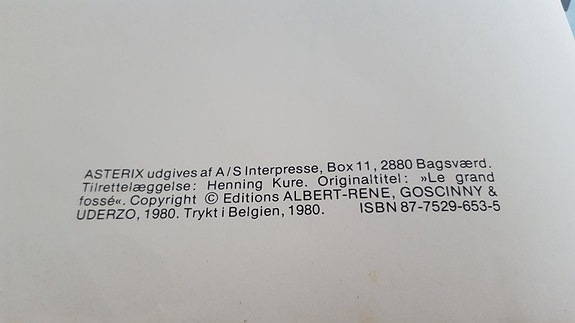 ASTERIX udgives af A/S Interpresse, Box 11, 2880 Bagsværd.
Tilrettelæggelse: Henning Kure. Originaltitel: »Le grand
fossé«. Copyright © Editions ALBERT-RENE, GOSCINNY &
UDERZO, 1980. Trykt i Belgien, 1980. ISBN 87-7529-653-5